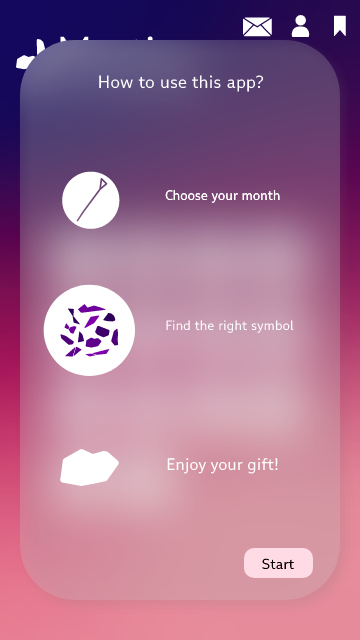 How to use this app?
Choose your month
Find the right symbol
Enjoy your gift!
Start